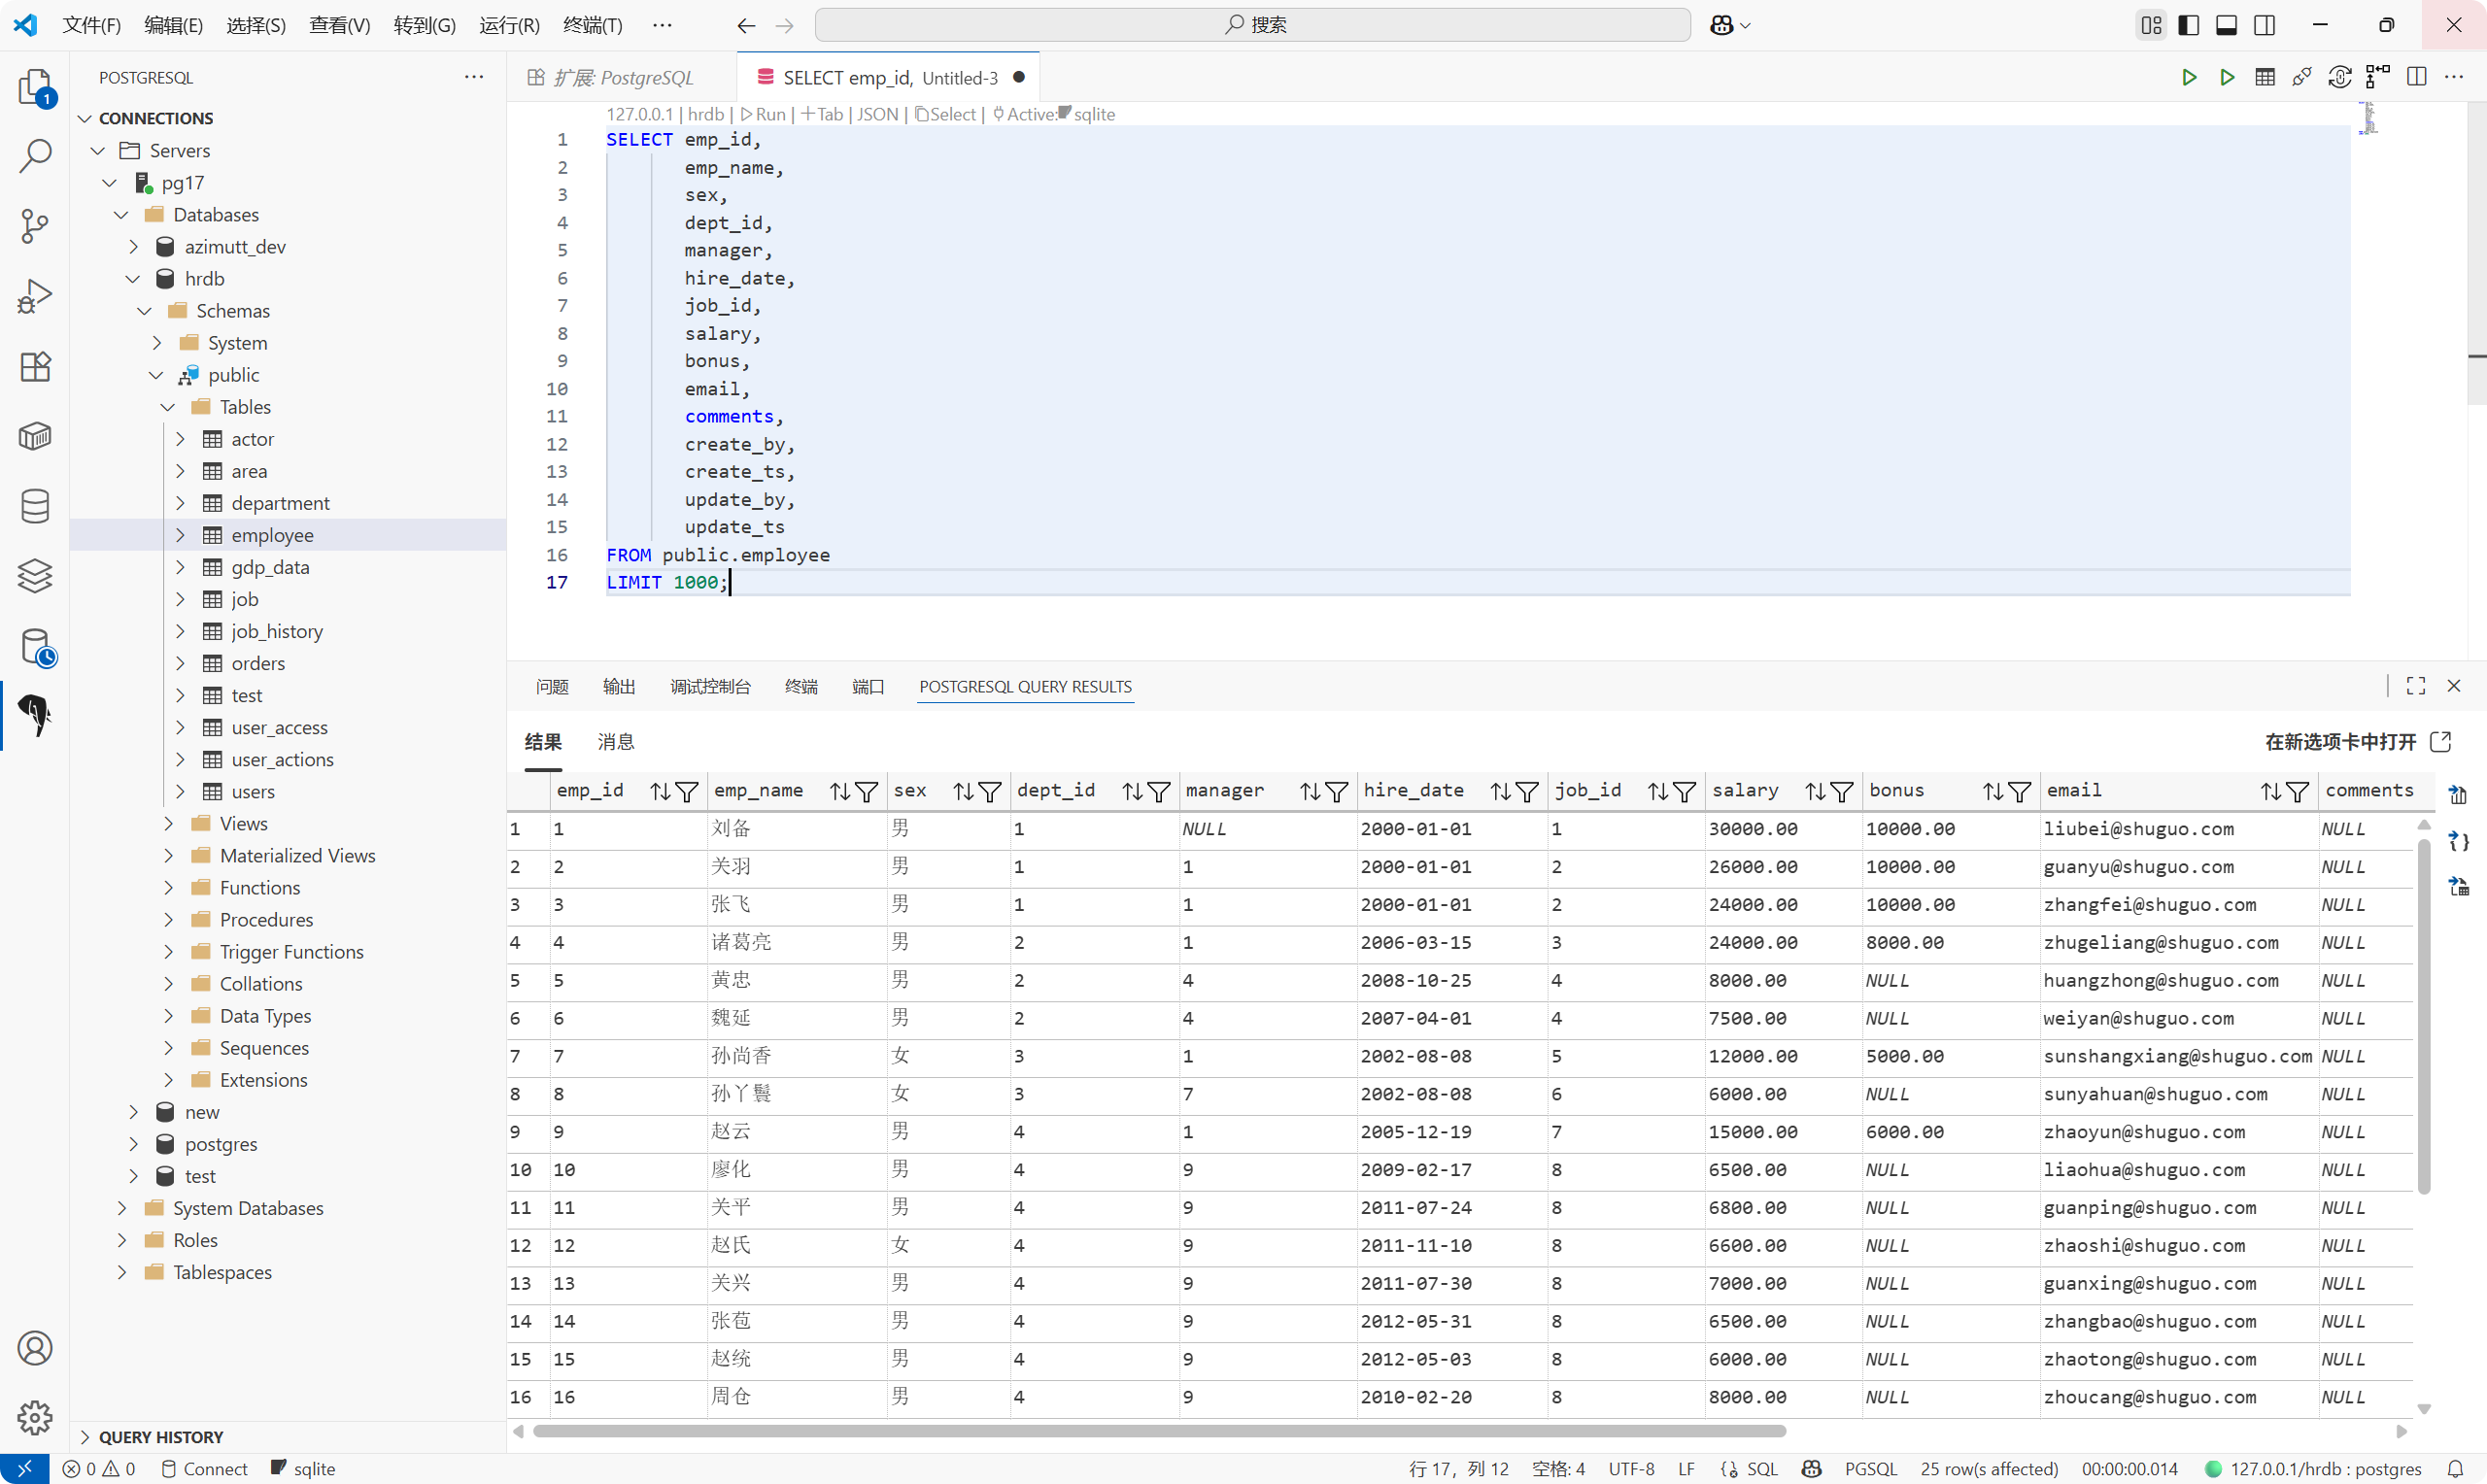 文件(F) 编辑(E) 选择(S) 查看(V) 转到(G) 运行(R) 终端(T) ··· 搜索
POSTGRESQL ···
CONNECTIONS
Servers
pg17
Databases
azimutt_dev
hrdb
Schemas
System
public
Tables
actor
area
department
employee
gdp_data
job
job_history
orders
test
user_access
user_actions
users
Views
Materialized Views
Functions
Procedures
Trigger Functions
Collations
Data Types
Sequences
Extensions
new
postgres
test
System Databases
Roles
Tablespaces
QUERY HISTORY
1
扩展: PostgreSQL
SELECT emp_id, Untitled-3
127.0.0.1 | hrdb | Run | Tab | JSON | Select | Active: sqlite
1 SELECT emp_id,
2 emp_name,
3 sex,
4 dept_id,
5 manager,
6 hire_date,
7 job_id,
8 salary,
9 bonus,
10 email,
11 comments,
12 create_by,
13 create_ts,
14 update_by,
15 update_ts
16 FROM public.employee
17 LIMIT 1000;
问题 输出 调试控制台 终端 端口 POSTGRESQL QUERY RESULTS
结果 消息 在新选项卡中打开
emp_id emp_name sex dept_id manager hire_date job_id salary bonus email comments
1 1 刘备 男 1 NULL 2000-01-01 1 30000.00 10000.00 liubei@shuguo.com NULL
2 2 关羽 男 1 1 2000-01-01 2 26000.00 10000.00 guanyu@shuguo.com NULL
3 3 张飞 男 1 1 2000-01-01 2 24000.00 10000.00 zhangfei@shuguo.com NULL
4 4 诸葛亮 男 2 1 2006-03-15 3 24000.00 8000.00 zhugeliang@shuguo.com NULL
5 5 黄忠 男 2 4 2008-10-25 4 8000.00 NULL huangzhong@shuguo.com NULL
6 6 魏延 男 2 4 2007-04-01 4 7500.00 NULL weiyan@shuguo.com NULL
7 7 孙尚香 女 3 1 2002-08-08 5 12000.00 5000.00 sunshangxiang@shuguo.com NULL
8 8 孙丫鬟 女 3 7 2002-08-08 6 6000.00 NULL sunyahuan@shuguo.com NULL
9 9 赵云 男 4 1 2005-12-19 7 15000.00 6000.00 zhaoyun@shuguo.com NULL
10 10 廖化 男 4 9 2009-02-17 8 6500.00 NULL liaohua@shuguo.com NULL
11 11 关平 男 4 9 2011-07-24 8 6800.00 NULL guanping@shuguo.com NULL
12 12 赵氏 女 4 9 2011-11-10 8 6600.00 NULL zhaoshi@shuguo.com NULL
13 13 关兴 男 4 9 2011-07-30 8 7000.00 NULL guanxing@shuguo.com NULL
14 14 张苞 男 4 9 2012-05-31 8 6500.00 NULL zhangbao@shuguo.com NULL
15 15 赵统 男 4 9 2012-05-03 8 6000.00 NULL zhaotong@shuguo.com NULL
16 16 周仓 男 4 9 2010-02-20 8 8000.00 NULL zhoucang@shuguo.com NULL
0 0 Connect sqlite 行 17，列 12 空格: 4 UTF-8 LF SQL PGSQL 25 row(s affected) 00:00:00.014 127.0.0.1/hrdb : postgres